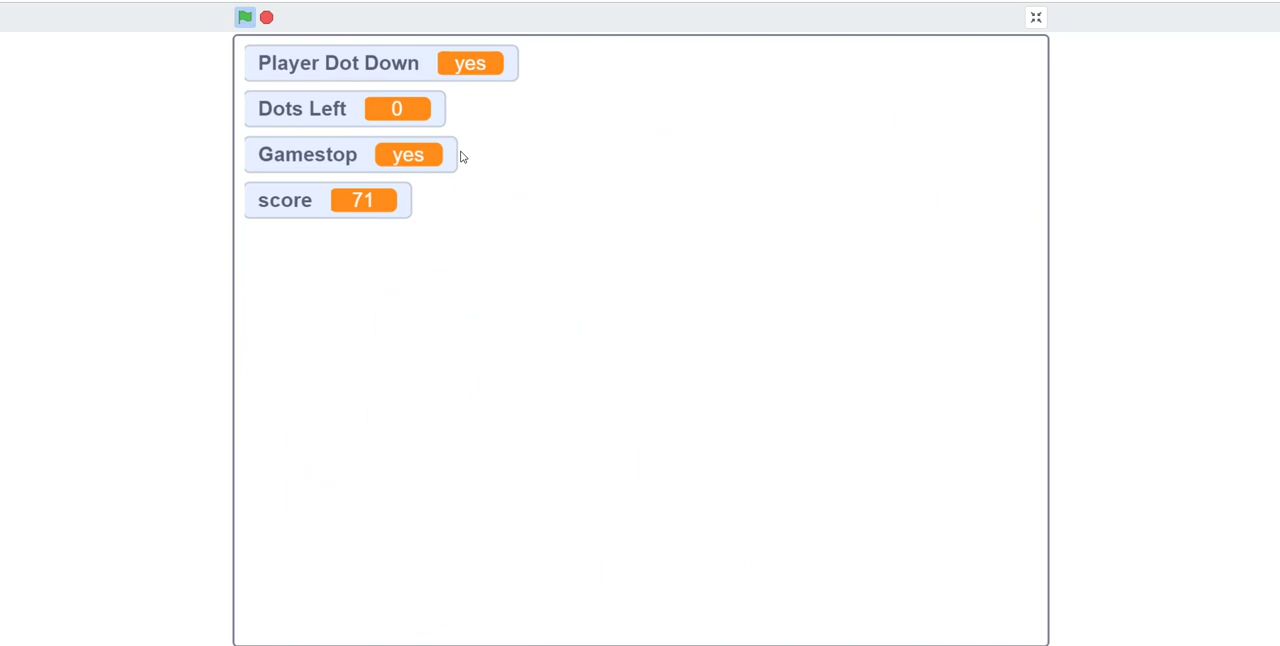 Player Dot Down yes
Dots Left 0
Gamestop yes
score 71